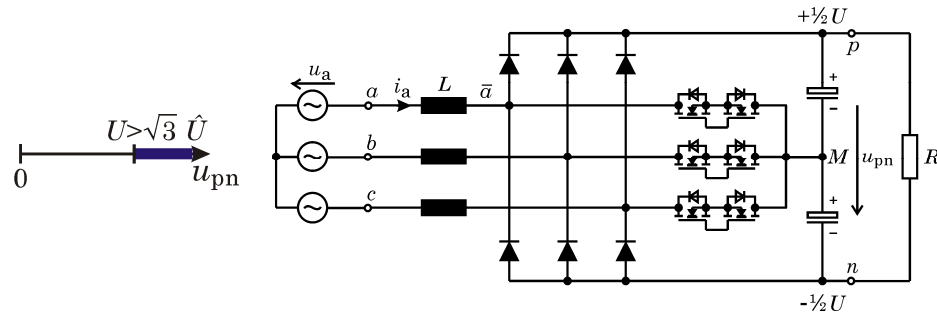 +½U
p
u_a
a
i_a
L
ā
+
−
U>√3 Û
b
M
u_pn
R
0
u_pn
c
+
−
n
-½U